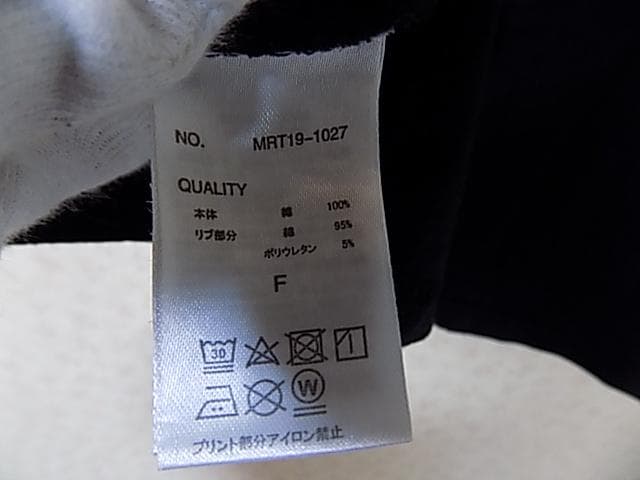 NO. MRT19-1027
QUALITY
本体 綿 100%
リブ部分 綿 95%
ポリウレタン 5%
F
30
W
プリント部分アイロン禁止